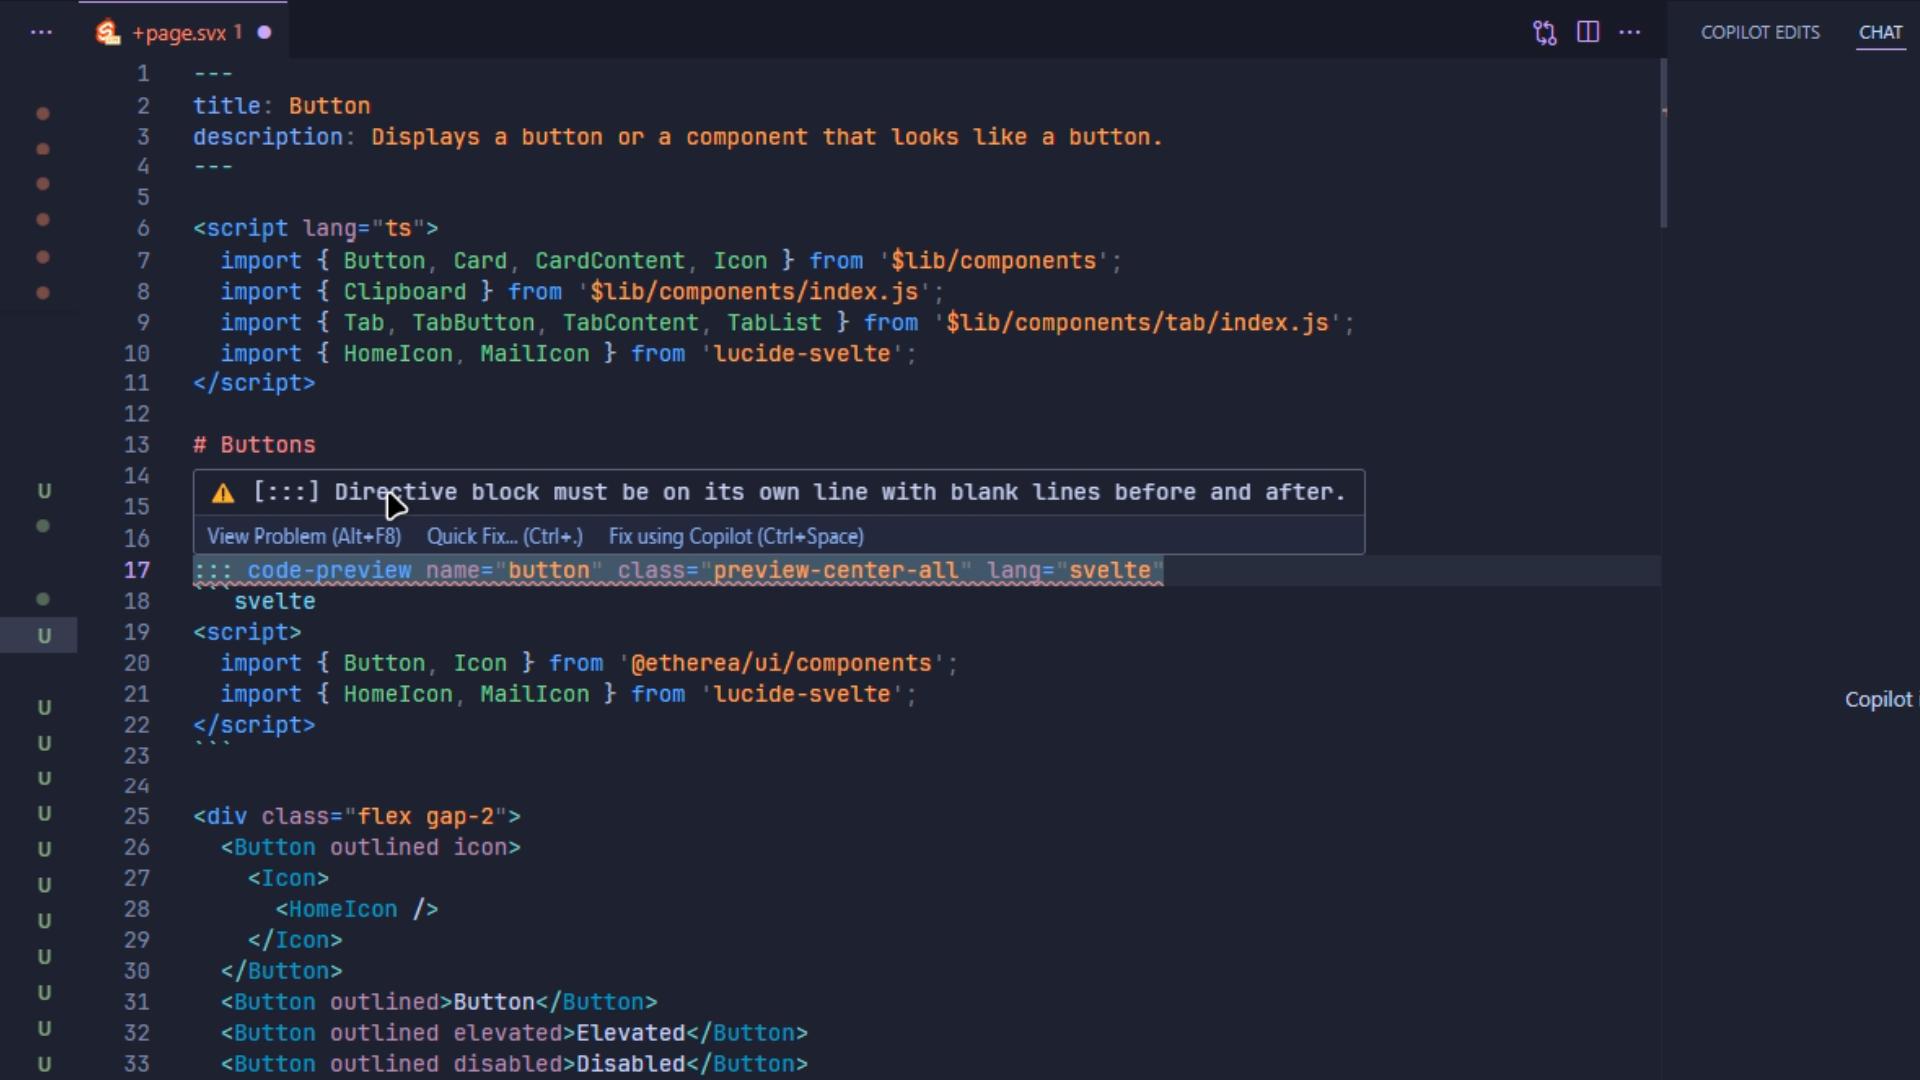 ··· +page.svx 1 ··· COPILOT EDITS CHAT
1 ---
2 title: Button
3 description: Displays a button or a component that looks like a button.
4 ---
5
6 <script lang="ts">
7 import { Button, Card, CardContent, Icon } from '$lib/components';
8 import { Clipboard } from '$lib/components/index.js';
9 import { Tab, TabButton, TabContent, TabList } from '$lib/components/tab/index.js';
10 import { HomeIcon, MailIcon } from 'lucide-svelte';
11 </script>
12
13 # Buttons
14
[:::] Directive block must be on its own line with blank lines before and after.
15
View Problem (Alt+F8) Quick Fix... (Ctrl+.) Fix using Copilot (Ctrl+Space)
16
17 ::: code-preview name="button" class="preview-center-all" lang="svelte"
18 ```svelte
19 <script>
20 import { Button, Icon } from '@etherea/ui/components';
21 import { HomeIcon, MailIcon } from 'lucide-svelte';
22 </script>
23 ```
24
25 <div class="flex gap-2">
26 <Button outlined icon>
27 <Icon>
28 <HomeIcon />
29 </Icon>
30 </Button>
31 <Button outlined>Button</Button>
32 <Button outlined elevated>Elevated</Button>
33 <Button outlined disabled>Disabled</Button>
U
U
U
U
U
U
U
U
U
U
U
U
U
Copilot